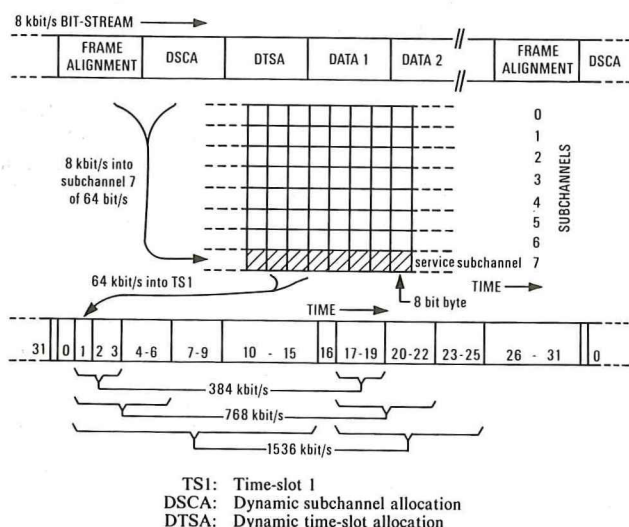 8 kbit/s BIT-STREAM
FRAME ALIGNMENT
DSCA
DTSA
DATA 1
DATA 2
FRAME ALIGNMENT
DSCA
8 kbit/s into
subchannel 7
of 64 bit/s
0
1
2
3
4
5
6
7
SUBCHANNELS
service subchannel
64 kbit/s into TS1
TIME
8 bit byte
TIME
31
0
1
2
3
4-6
7-9
10 - 15
16
17-19
20-22
23-25
26 - 31
0
384 kbit/s
768 kbit/s
1536 kbit/s
TS1: Time-slot 1
DSCA: Dynamic subchannel allocation
DTSA: Dynamic time-slot allocation